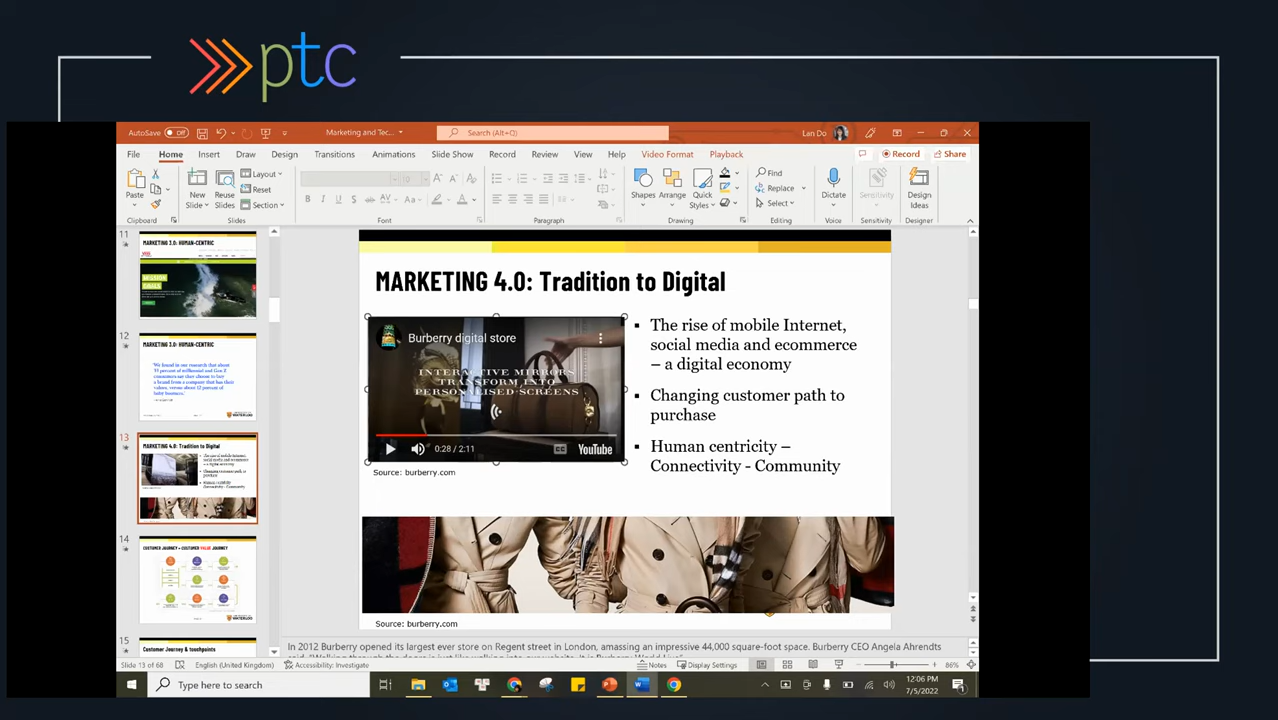 ptc
AutoSave Off
Marketing and Tec...
Search (Alt+Q)
Lan Do
File Home Insert Draw Design Transitions Animations Slide Show Record Review View Help Video Format Playback
Record Share
Paste
New Slide
Reuse Slides
Layout
Reset
Section
Shapes
Arrange
Quick Styles
Find
Replace
Select
Dictate
Sensitivity
Design Ideas
Clipboard Slides Font Paragraph Drawing Editing Voice Sensitivity Designer
11
MARKETING 3.0: HUMAN-CENTRIC
12
MARKETING 3.0: HUMAN-CENTRIC
WATERLOO
13
MARKETING 4.0: Tradition to Digital
14
CUSTOMER JOURNEY = CUSTOMER VALUE JOURNEY
15
Customer Journey & touchpoints
MARKETING 4.0: Tradition to Digital
Burberry digital store
INTERACTIVE MIRRORS
TRANSFORM INTO
PERSONALISED SCREENS
0:28 / 2:11
CC
YouTube
Source: burberry.com
▪ The rise of mobile Internet,
social media and ecommerce
– a digital economy
▪ Changing customer path to
purchase
▪ Human centricity –
Connectivity - Community
Source: burberry.com
In 2012 Burberry opened its largest ever store on Regent street in London, amassing an impressive 44,000 square-foot space. Burberry CEO Angela Ahrendts
Slide 13 of 68
English (United Kingdom)
Accessibility: Investigate
Notes
Display Settings
86%
Type here to search
12:06 PM
7/5/2022